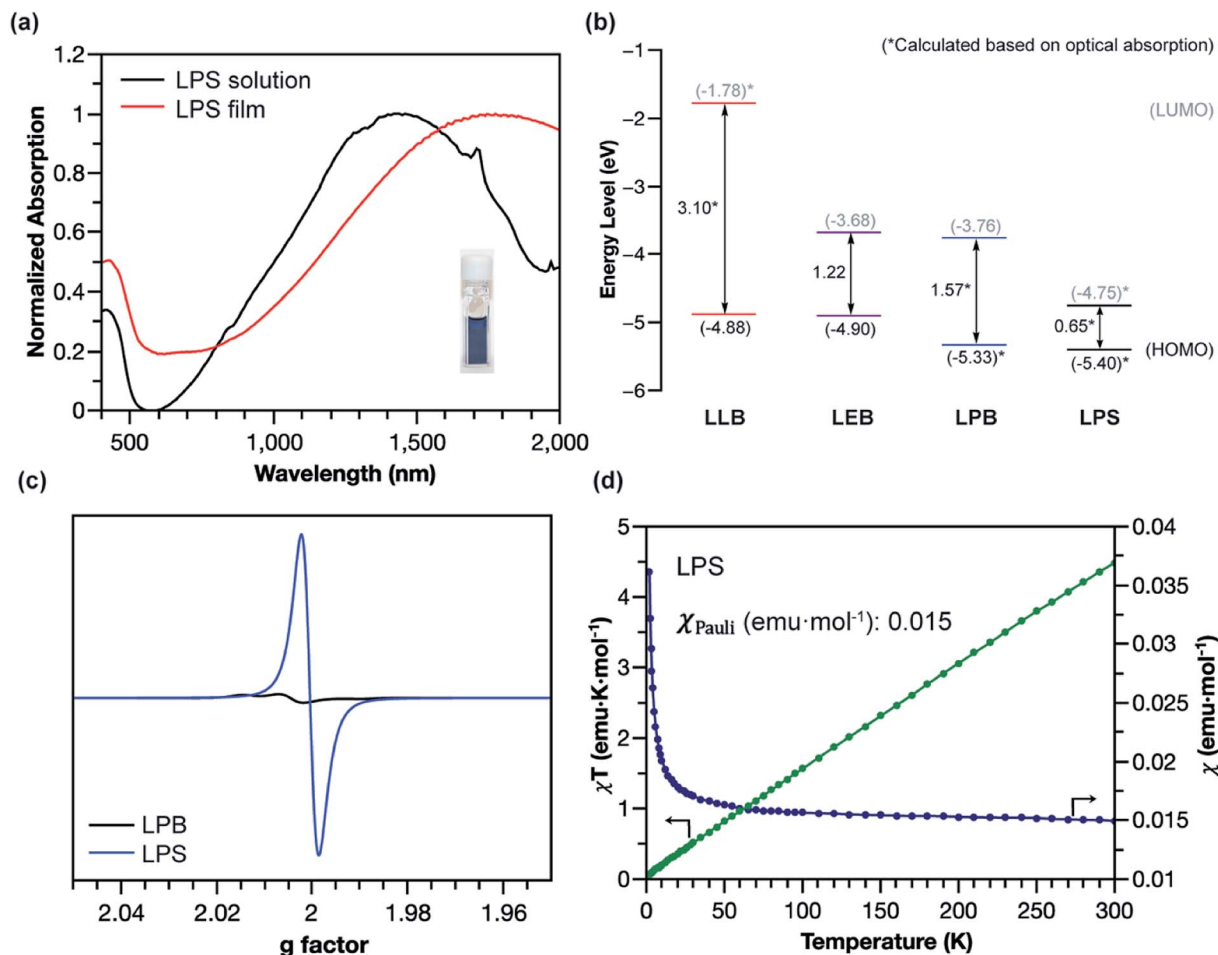 (a)
1.2
1
0.8
0.6
0.4
0.2
0
Normalized Absorption
LPS solution
LPS film
500
1,000
1,500
2,000
Wavelength (nm)
(b)
(*Calculated based on optical absorption)
−1
−2
−3
−4
−5
−6
Energy Level (eV)
(LUMO)
(HOMO)
(-1.78)*
3.10*
(-4.88)
LLB
(-3.68)
1.22
(-4.90)
LEB
(-3.76)
1.57*
(-5.33)*
LPB
(-4.75)*
0.65*
(-5.40)*
LPS
(c)
LPB
LPS
2.04
2.02
2
1.98
1.96
g factor
(d)
5
4
3
2
1
0
χT (emu·K·mol⁻¹)
LPS
χPauli (emu·mol⁻¹): 0.015
0.04
0.035
0.03
0.025
0.02
0.015
0.01
χ (emu·mol⁻¹)
0
50
100
150
200
250
300
Temperature (K)